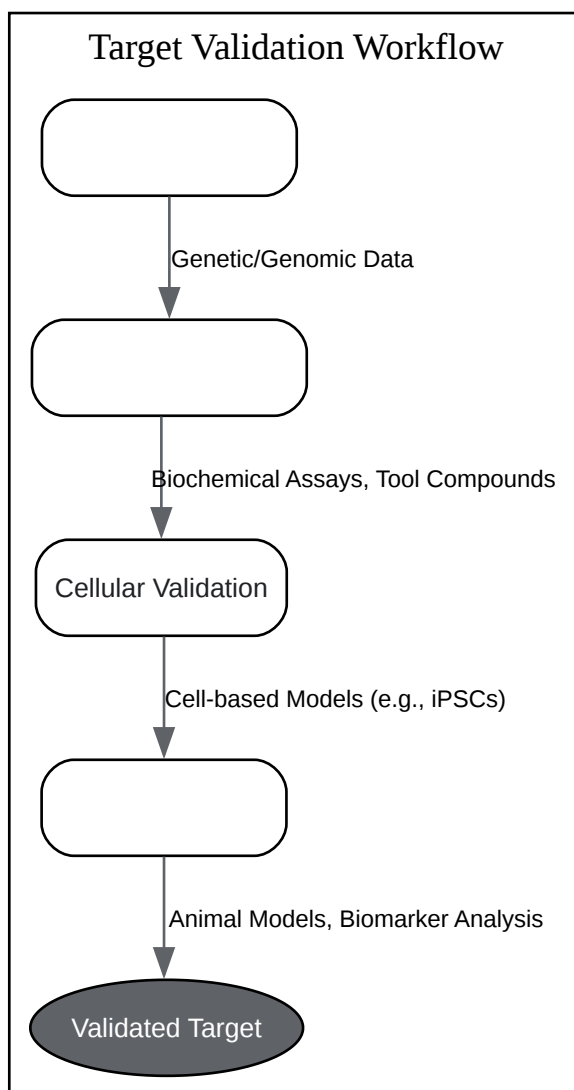 Target Validation Workflow
Genetic/Genomic Data
Biochemical Assays, Tool Compounds
Cellular Validation
Cell-based Models (e.g., iPSCs)
Animal Models, Biomarker Analysis
Validated Target